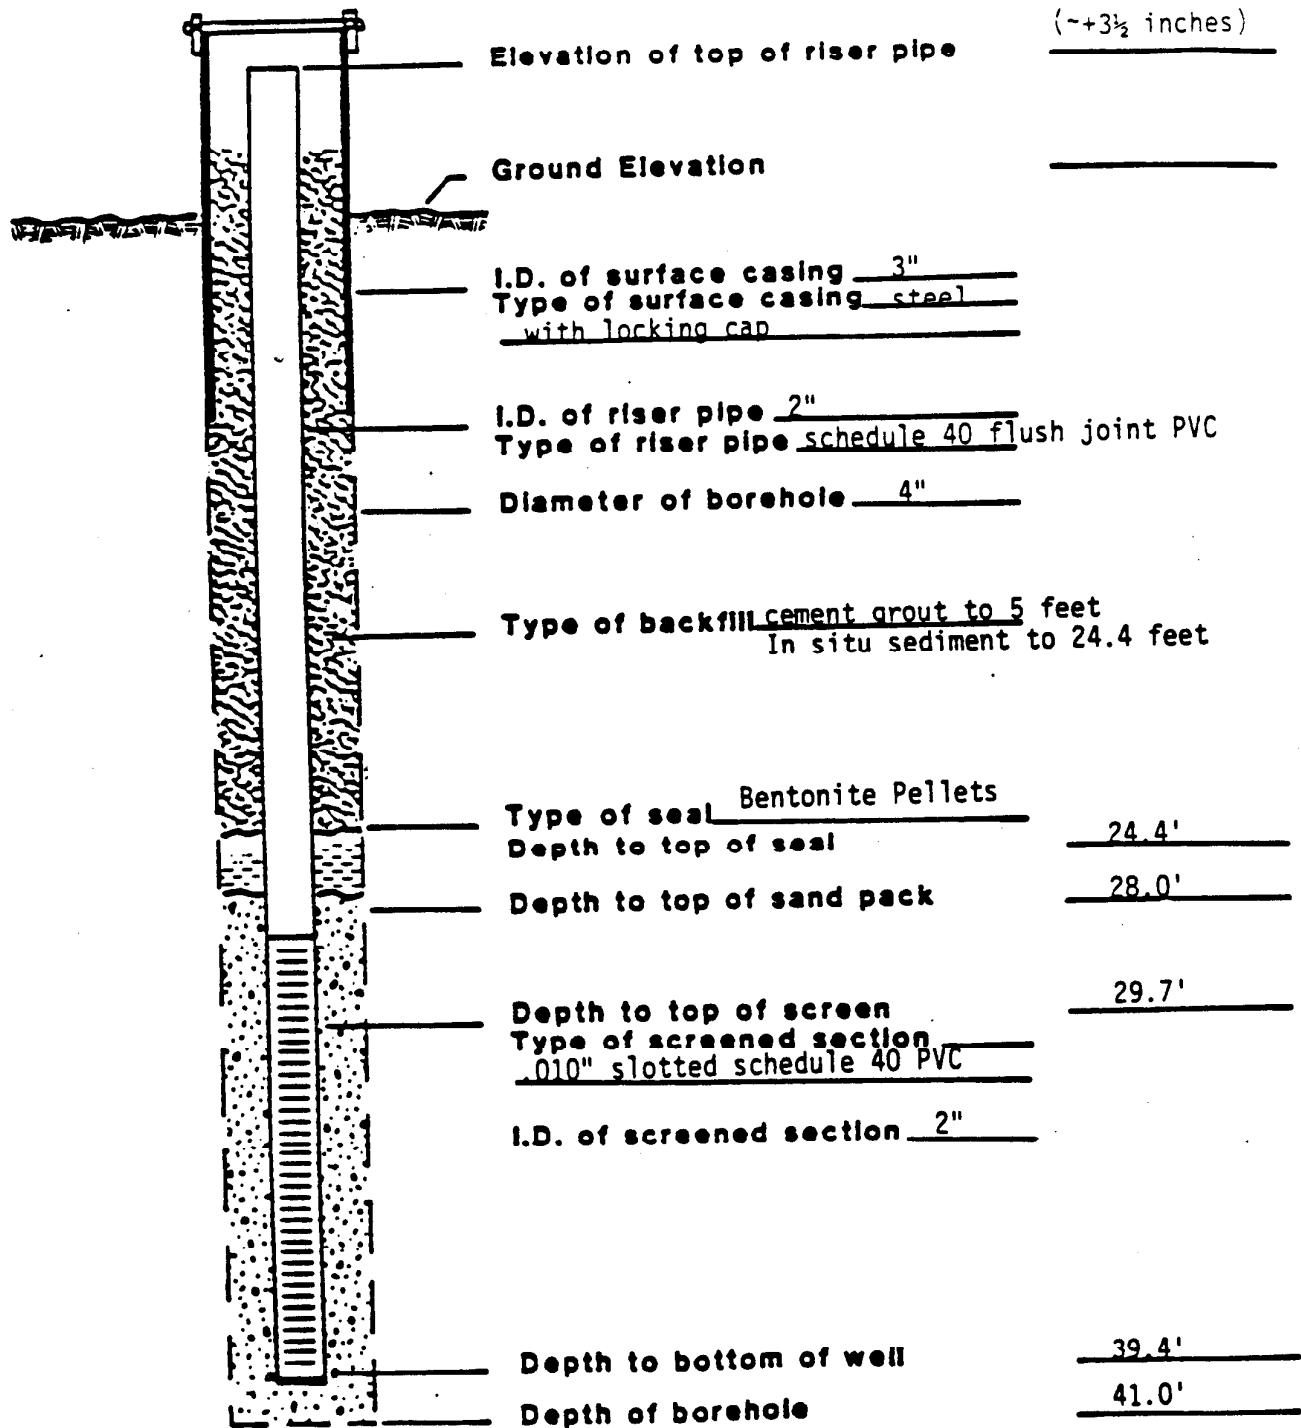 (~+3½ inches)
Elevation of top of riser pipe
Ground Elevation
I.D. of surface casing 3"
Type of surface casing steel
with locking cap
I.D. of riser pipe 2"
Type of riser pipe schedule 40 flush joint PVC
Diameter of borehole 4"
Type of backfill cement grout to 5 feet
In situ sediment to 24.4 feet
Type of seal Bentonite Pellets
Depth to top of seal 24.4'
Depth to top of sand pack 28.0'
Depth to top of screen 29.7'
Type of screened section
.010" slotted schedule 40 PVC
I.D. of screened section 2"
Depth to bottom of well 39.4'
Depth of borehole 41.0'